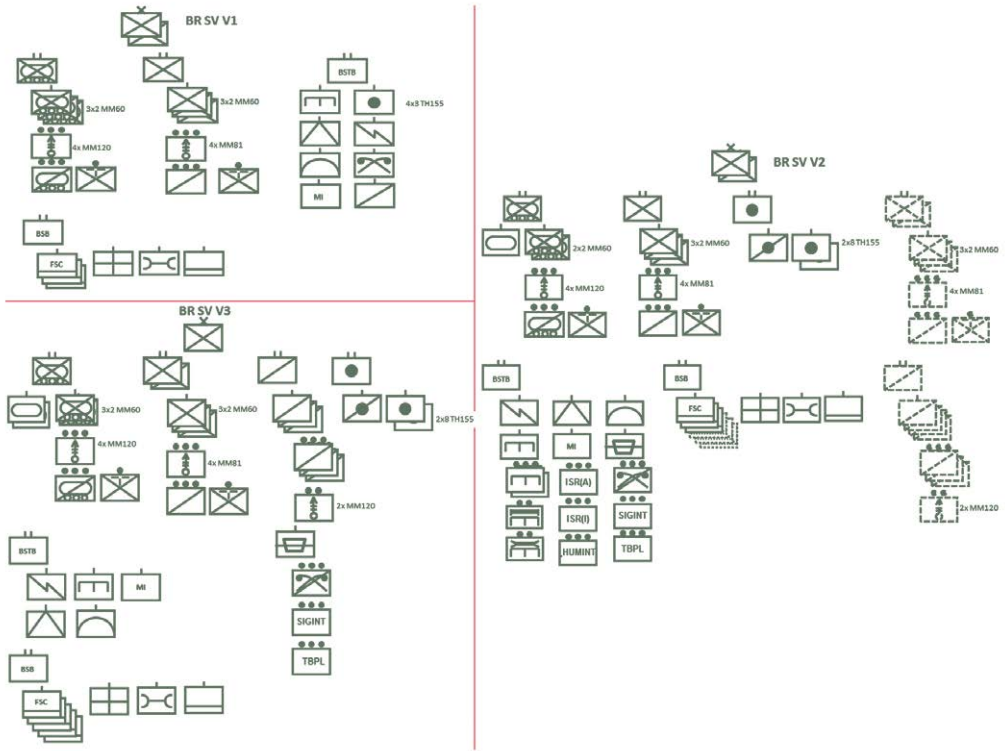 BR SV V1
BSTB
3x2 MM60
3x2 MM60
4x3 TH155
4x MM120
4x MM81
MI
BSB
FSC
BR SV V2
2x2 MM60
3x2 MM60
2x8 TH155
3x2 MM60
4x MM120
4x MM81
4x MM81
BSTB
BSB
FSC
MI
ISR(A)
ISR(I)
SIGINT
HUMINT
TBPL
2x MM120
BR SV V3
3x2 MM60
3x2 MM60
2x8 TH155
4x MM120
4x MM81
2x MM120
BSTB
MI
SIGINT
TBPL
BSB
FSC